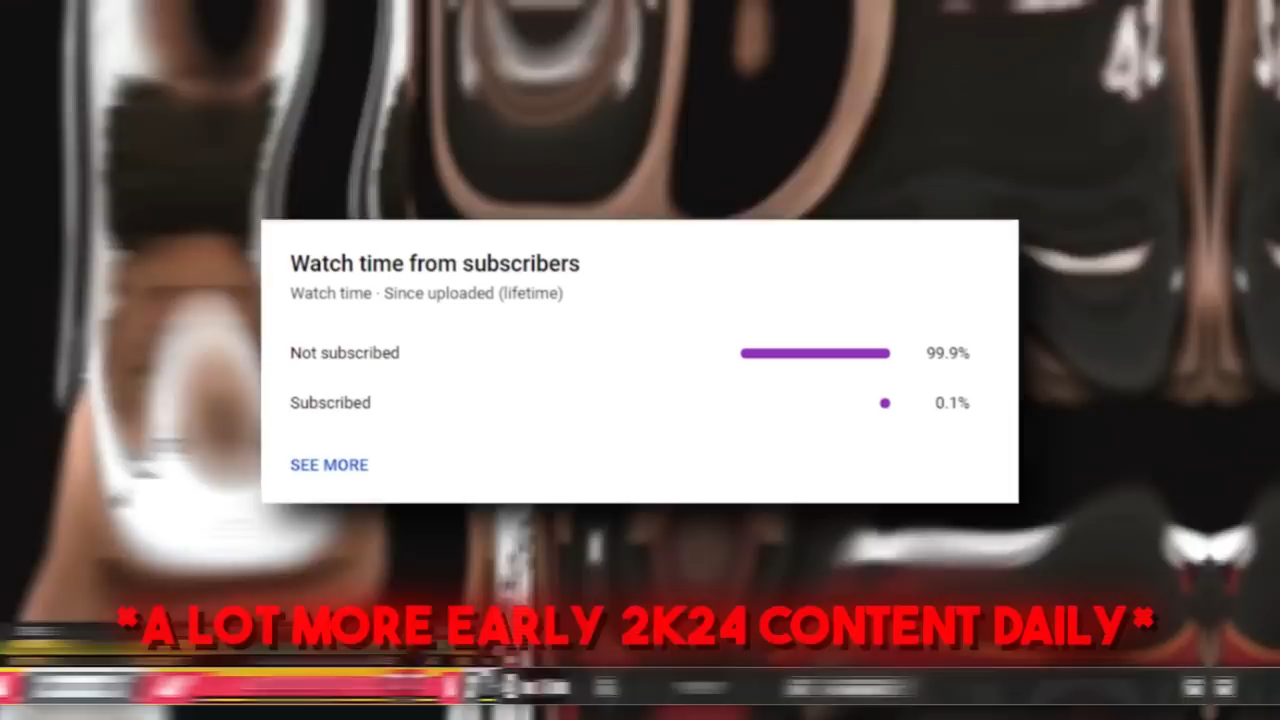 4
Watch time from subscribers
Watch time · Since uploaded (lifetime)
Not subscribed 99.9%
Subscribed 0.1%
SEE MORE
*A LOT MORE EARLY 2K24 CONTENT DAILY*